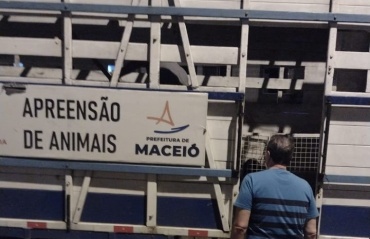 APREENSÃO
DE ANIMAIS
PREFEITURA DE
MACEIÓ